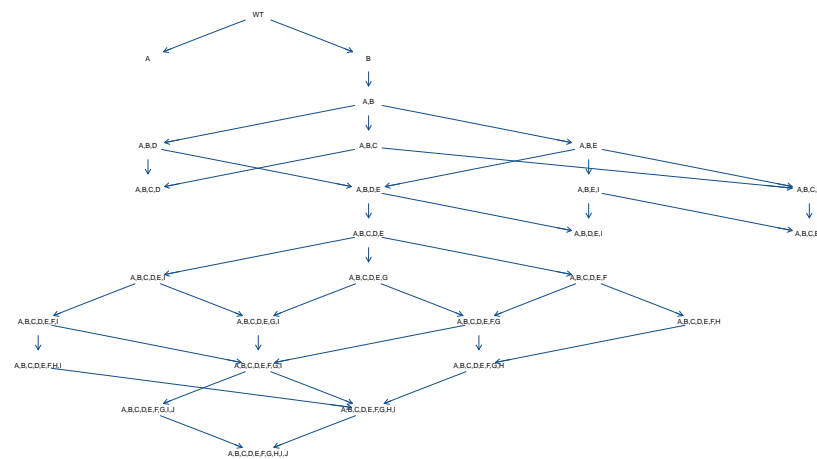 WT
A
B
A,B
A,B,D
A,B,C
A,B,E
A,B,C,D
A,B,D,E
A,B,E,I
A,B,C,
A,B,C,D,E
A,B,D,E,I
A,B,C,E
A,B,C,D,E,I
A,B,C,D,E,G
A,B,C,D,E,F
A,B,C,D,E,F,I
A,B,C,D,E,G,I
A,B,C,D,E,F,G
A,B,C,D,E,F,H
A,B,C,D,E,F,H,I
A,B,C,D,E,F,G,I
A,B,C,D,E,F,G,H
A,B,C,D,E,F,G,I,J
A,B,C,D,E,F,G,H,I
A,B,C,D,E,F,G,H,I,J